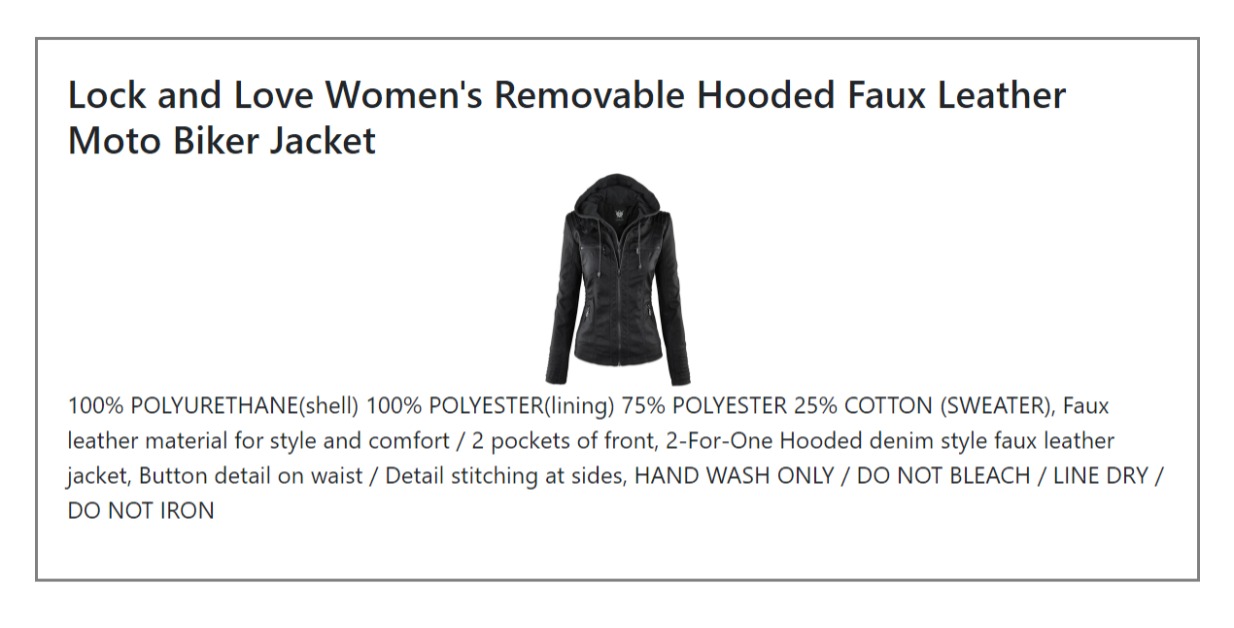 Lock and Love Women's Removable Hooded Faux Leather
Moto Biker Jacket
100% POLYURETHANE(shell) 100% POLYESTER(lining) 75% POLYESTER 25% COTTON (SWEATER), Faux
leather material for style and comfort / 2 pockets of front, 2-For-One Hooded denim style faux leather
jacket, Button detail on waist / Detail stitching at sides, HAND WASH ONLY / DO NOT BLEACH / LINE DRY /
DO NOT IRON